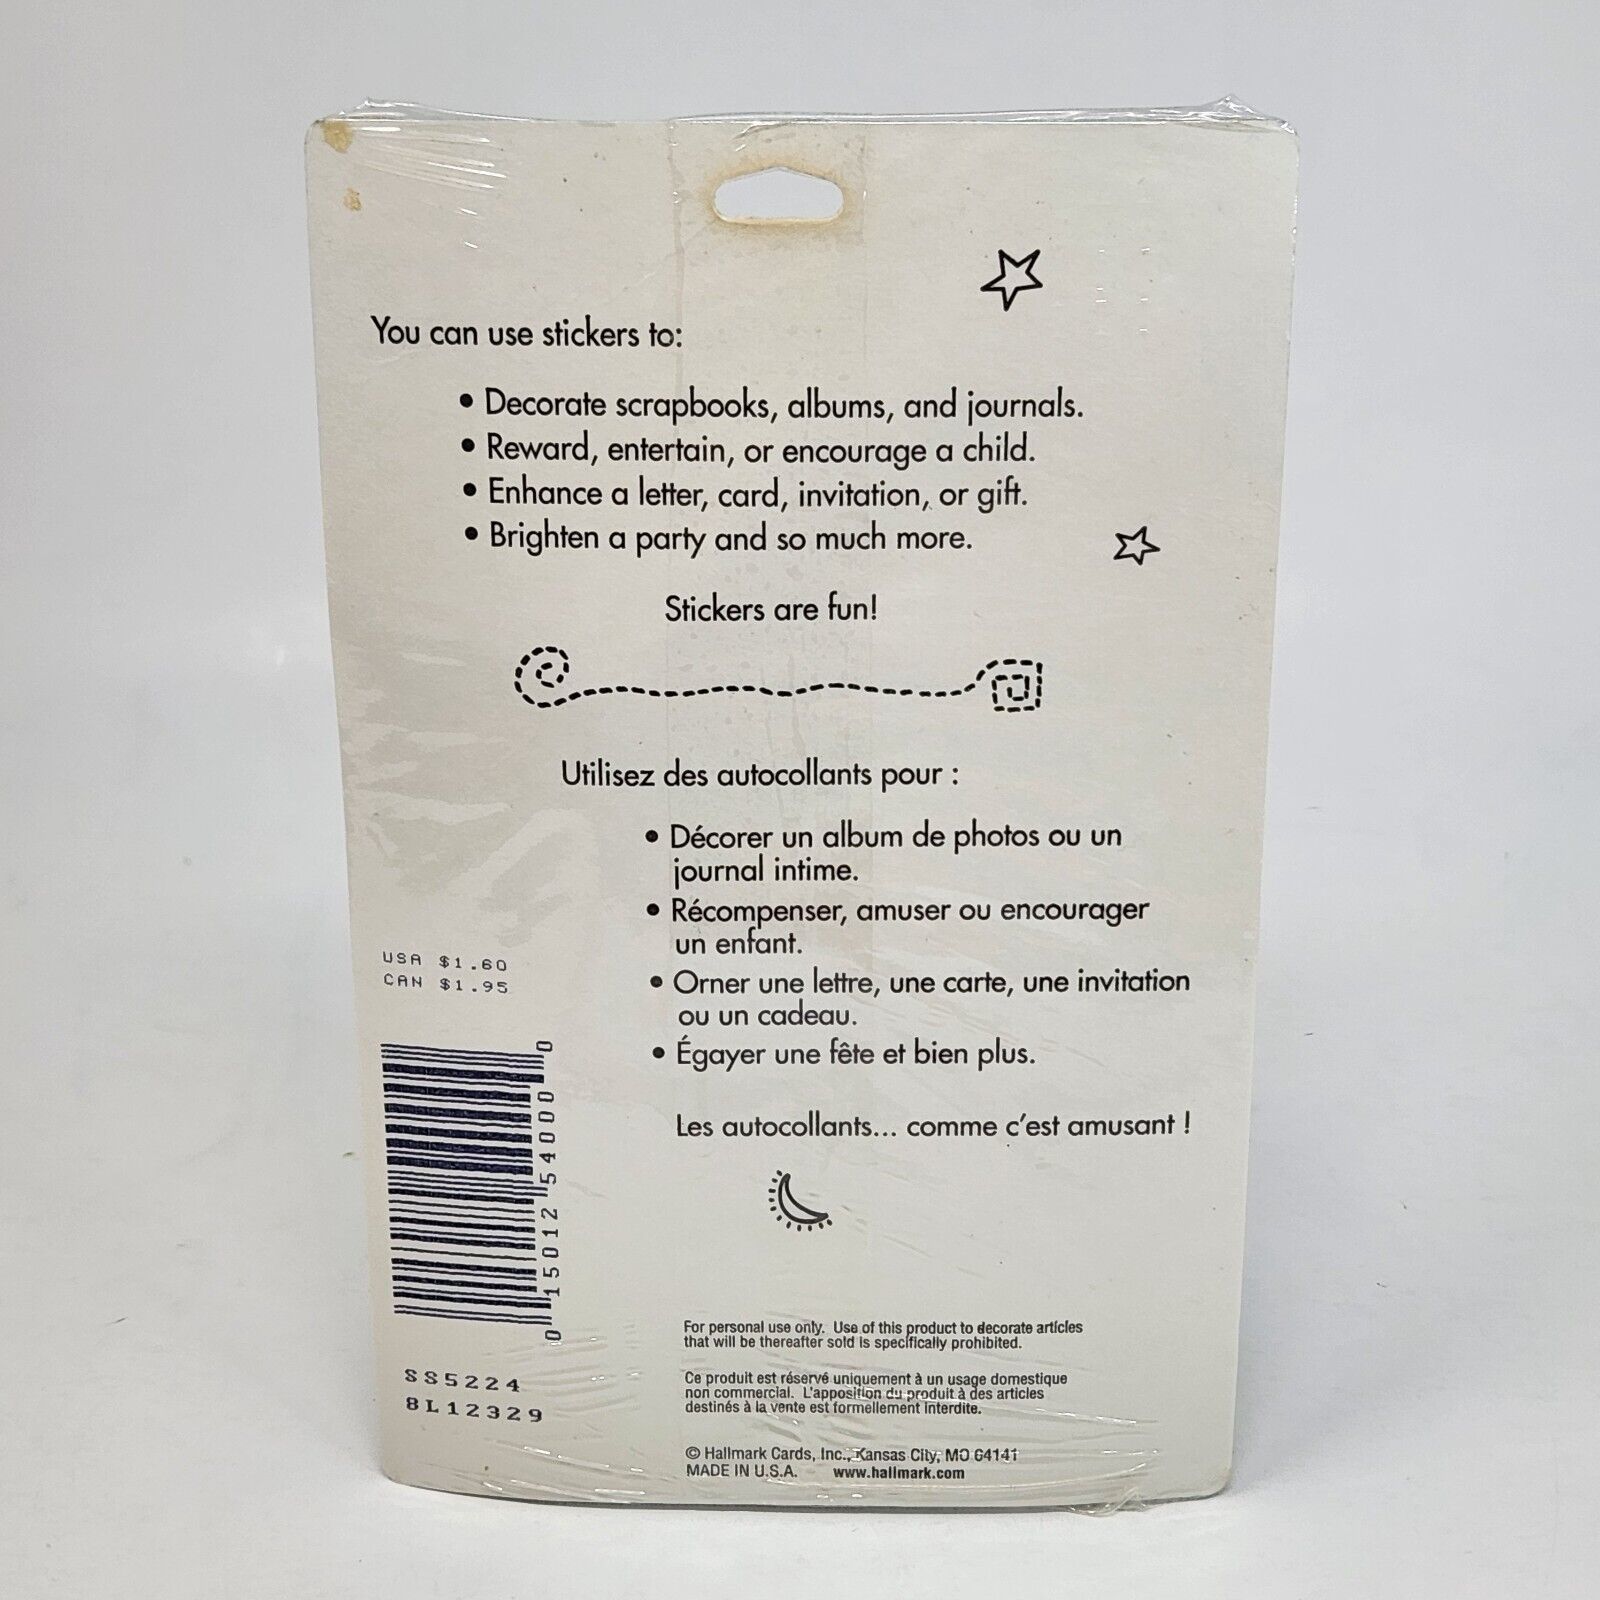 You can use stickers to:
• Decorate scrapbooks, albums, and journals.
• Reward, entertain, or encourage a child.
• Enhance a letter, card, invitation, or gift.
• Brighten a party and so much more.
Stickers are fun!
Utilisez des autocollants pour :
• Décorer un album de photos ou un
journal intime.
• Récompenser, amuser ou encourager
un enfant.
• Orner une lettre, une carte, une invitation
ou un cadeau.
• Égayer une fête et bien plus.
Les autocollants... comme c'est amusant !
USA $1.60
CAN $1.95
0 15012 54000 0
SS5224
8L12329
For personal use only. Use of this product to decorate articles
that will be thereafter sold is specifically prohibited.
Ce produit est réservé uniquement à un usage domestique
non commercial. L'apposition du produit à des articles
destinés à la vente est formellement interdite.
© Hallmark Cards, Inc., Kansas City, MO 64141
MADE IN U.S.A. www.hallmark.com